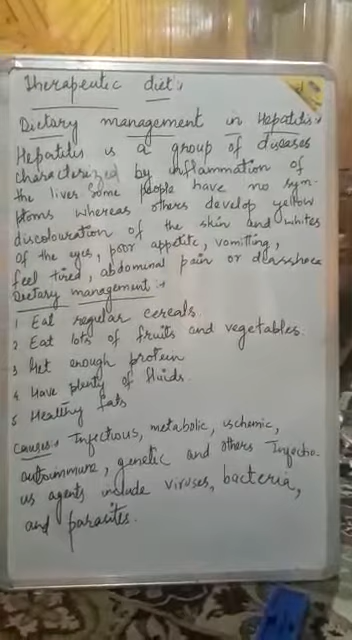 Therapeutic diet:
Dietary management in Hepatitis:
Hepatitis is a group of diseases
characterized by inflammation of
the liver Some people have no sym-
ptoms whereas others develop yellow
discolouration of the skin and whites
of the eyes, poor appetite, vomitting,
feel tired, abdominal pain or diarrhoea
Dietary management:
1 Eat regular cereals.
2 Eat lots of fruits and vegetables.
3 Get enough protein
4 Have plenty of fluids.
5 Healthy fats
Causes: Infectious, metabolic, ischemic,
autoimmune, genetic and others Infectio-
us agents include viruses, bacteria,
and parasites.